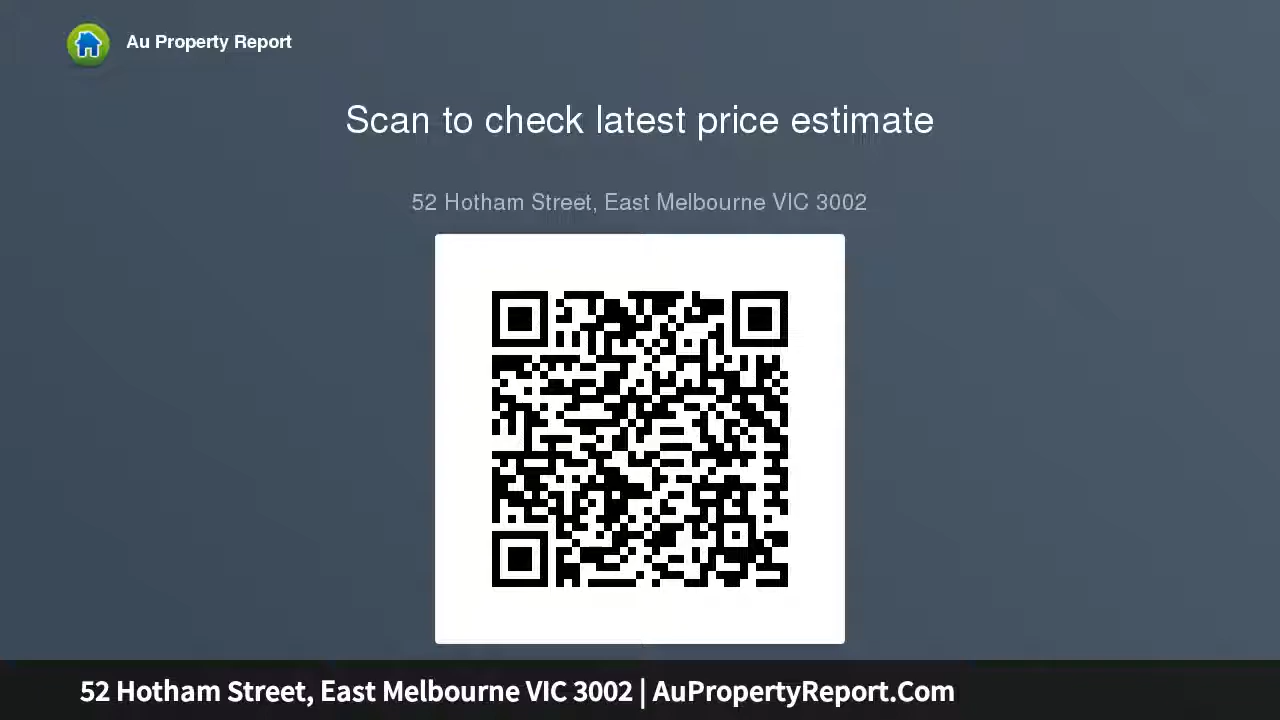 Au Property Report
Scan to check latest price estimate
52 Hotham Street, East Melbourne VIC 3002
52 Hotham Street, East Melbourne VIC 3002 | AuPropertyReport.Com